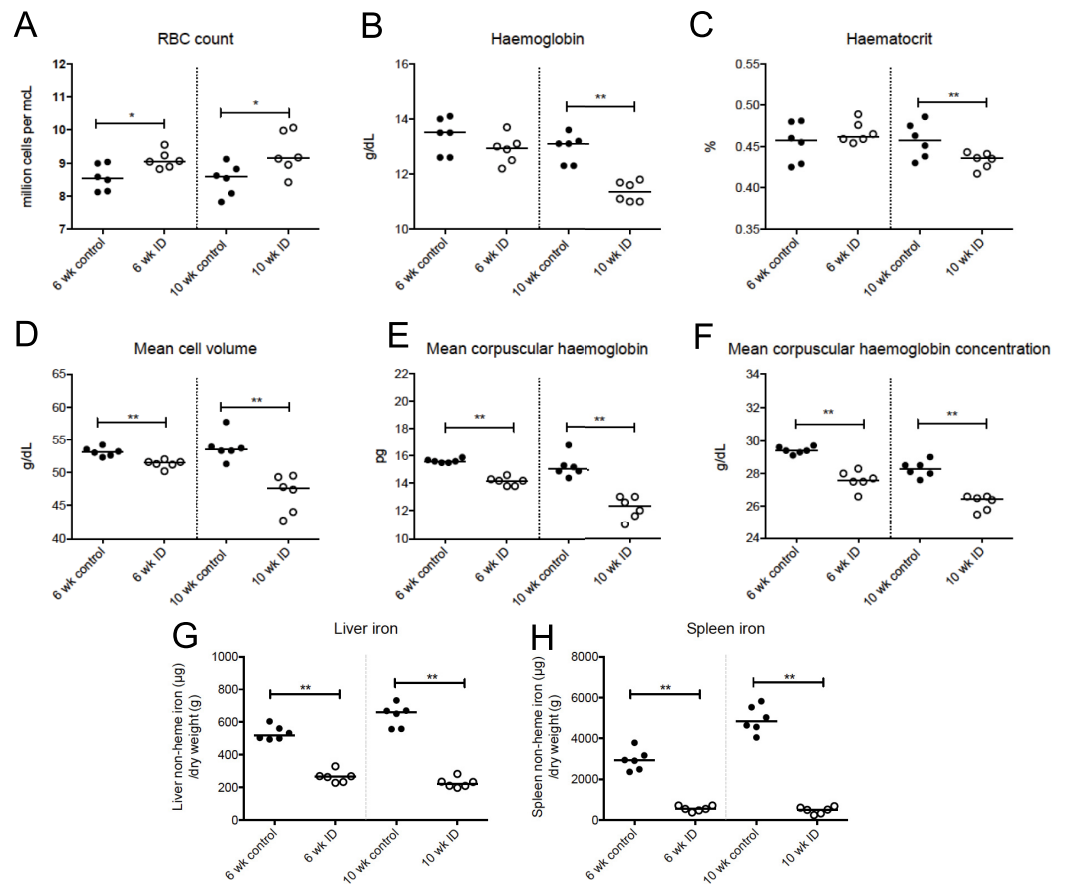 A
RBC count
million cells per mcL
12
11
10
9
8
7
*
*
6 wk control
6 wk ID
10 wk control
10 wk ID
B
Haemoglobin
g/dL
16
14
12
10
**
6 wk control
6 wk ID
10 wk control
10 wk ID
C
Haematocrit
%
0.55
0.50
0.45
0.40
0.35
**
6 wk control
6 wk ID
10 wk control
10 wk ID
D
Mean cell volume
g/dL
65
60
55
50
45
40
**
**
6 wk control
6 wk ID
10 wk control
10 wk ID
E
Mean corpuscular haemoglobin
pg
22
20
18
16
14
12
10
**
**
6 wk control
6 wk ID
10 wk control
10 wk ID
F
Mean corpuscular haemoglobin concentration
g/dL
34
32
30
28
26
24
**
**
6 wk control
6 wk ID
10 wk control
10 wk ID
G
Liver iron
Liver non-heme iron (µg)
/dry weight (g)
1000
800
600
400
200
0
**
**
6 wk control
6 wk ID
10 wk control
10 wk ID
H
Spleen iron
Spleen non-heme iron (µg)
/dry weight (g)
8000
6000
4000
2000
0
**
**
6 wk control
6 wk ID
10 wk control
10 wk ID